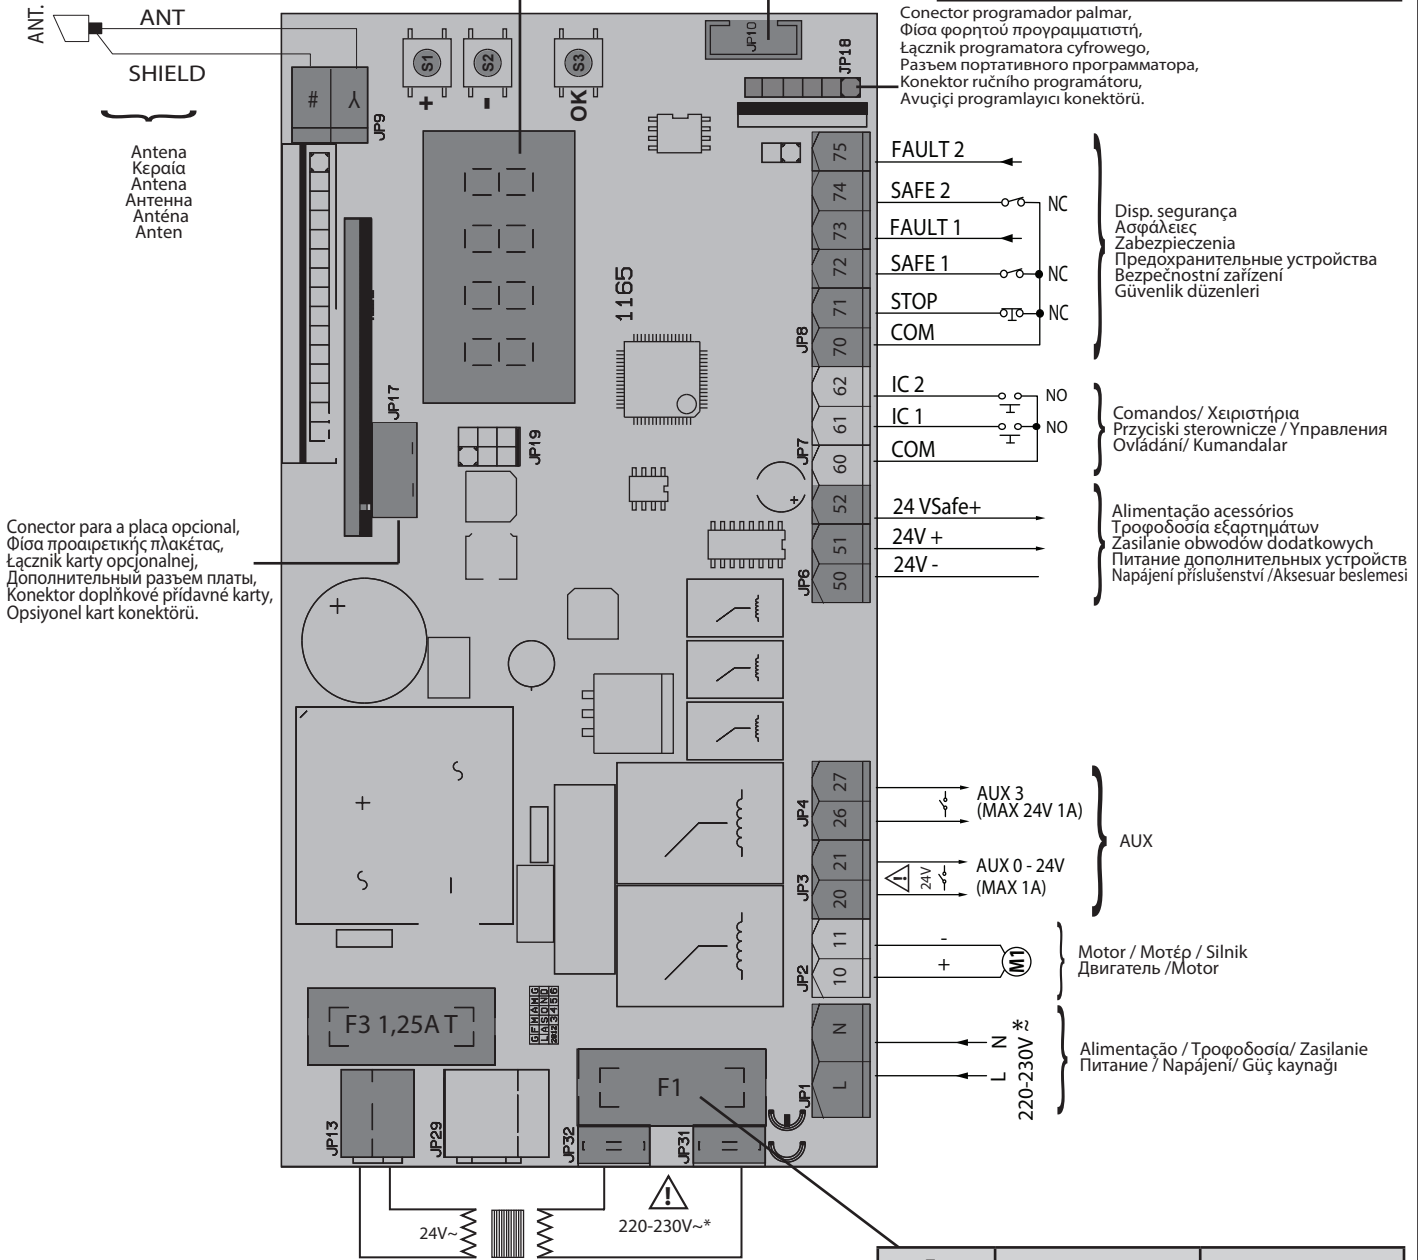 ANT.
ANT
SHIELD
Antena
Κεραία
Antena
Антенна
Anténa
Anten
#
Y
JP9
S1
S2
S3
+
-
OK
JP10
JP18
Conector programador palmar,
Φίσα φορητού προγραμματιστή,
Łącznik programatora cyfrowego,
Разъем портативного программатора,
Konektor ručního programátoru,
Avuçiçi programlayıcı konektörü.
1165
JP17
JP19
Conector para a placa opcional,
Φίσα προαιρετικής πλακέτας,
Łącznik karty opcjonalnej,
Дополнительный разъем платы,
Konektor doplňkové přídavné karty,
Opsiyonel kart konektörü.
75 FAULT 2
74 SAFE 2 NC
73 FAULT 1
72 SAFE 1 NC
71 STOP NC
70 COM
JP8
Disp. segurança
Ασφάλειες
Zabezpieczenia
Предохранительные устройства
Bezpečnostní zařízení
Güvenlik düzenleri
62 IC 2 NO
61 IC 1 NO
60 COM
JP7
Comandos/ Χειριστήρια
Przyciski sterownicze / Управления
Ovládání/ Kumandalar
52 24 VSafe+
51 24V +
50 24V -
JP6
Alimentação acessórios
Τροφοδοσία εξαρτημάτων
Zasilanie obwodów dodatkowych
Питание дополнительных устройств
Napájení příslušenství /Aksesuar beslemesi
+
+
+
-
27
26
JP4
AUX 3
(MAX 24V 1A)
21
20
JP3
24V
AUX 0 - 24V
(MAX 1A)
AUX
11 -
10 +
JP2
M1
Motor / Μοτέρ / Silnik
Двигатель /Motor
N
L
JP1
N
L
220-230V ~*
Alimentação / Τροφοδοσία/ Zasilanie
Питание / Napájení/ Güç kaynağı
F3 1,25A T
GFMAMG
LASOND
2012 3 4 5 6
F1
JP13
JP29
JP32
JP31
24V~
220-230V~*